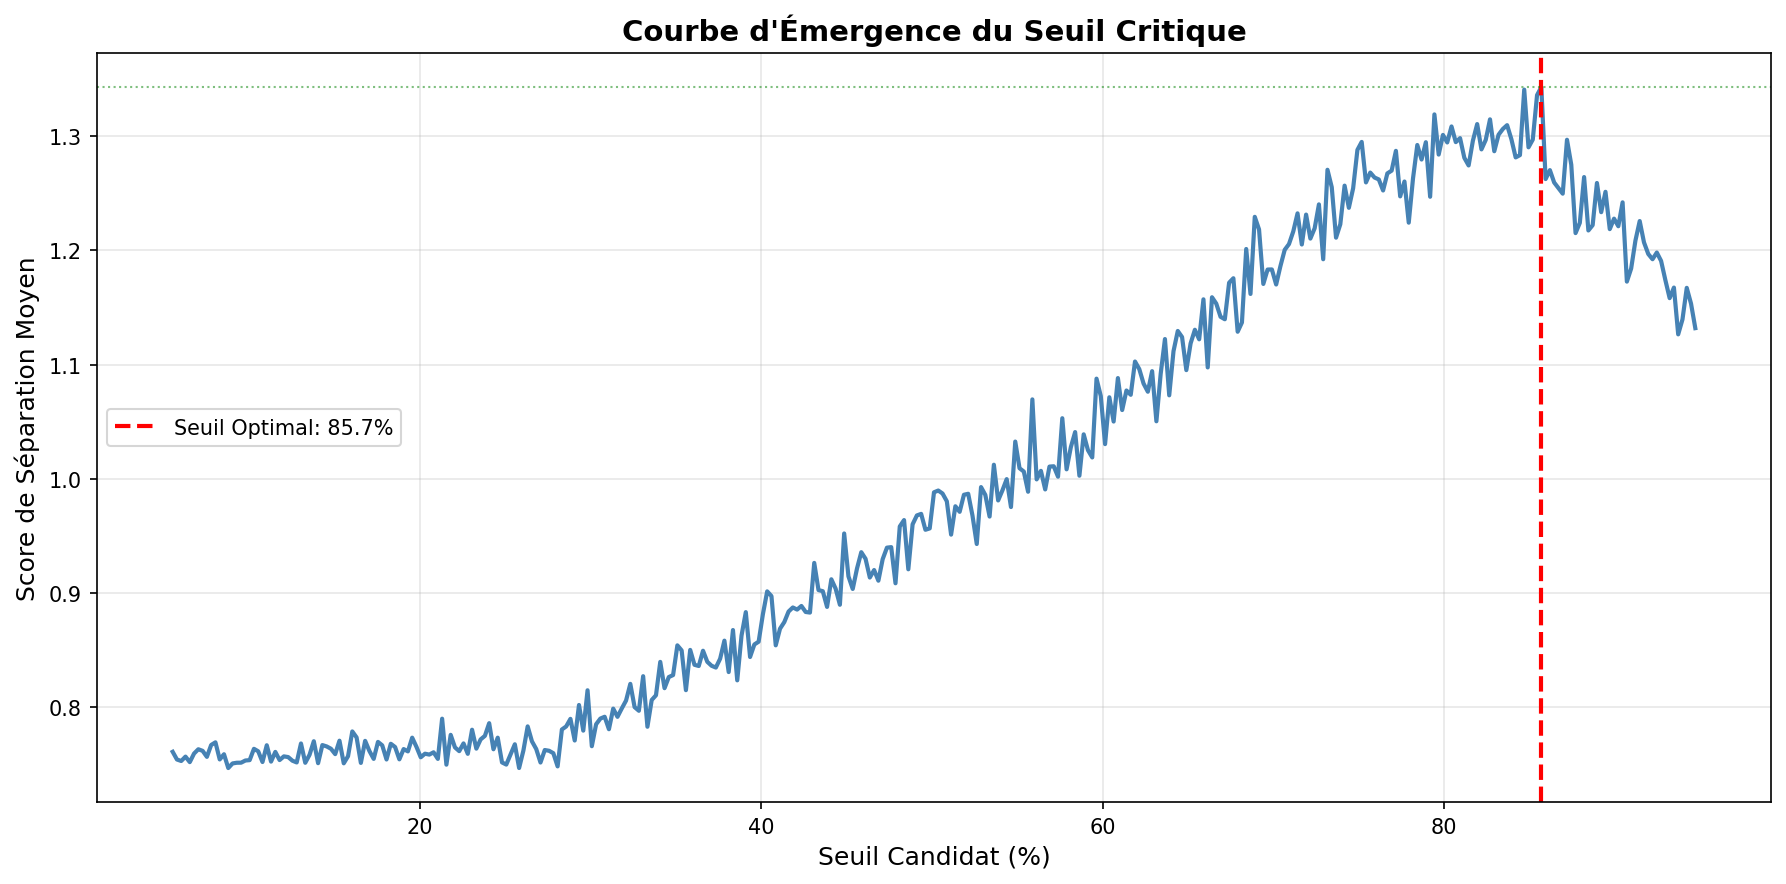 Courbe d'Émergence du Seuil Critique
Score de Séparation Moyen
1.3
1.2
1.1
1.0
0.9
0.8
Seuil Optimal: 85.7%
20
40
60
80
Seuil Candidat (%)